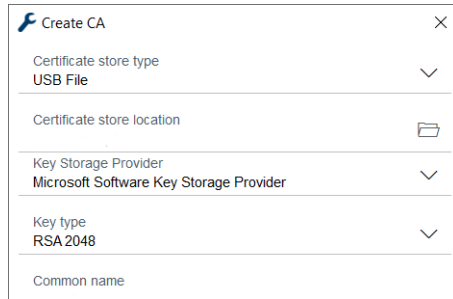 Create CA
Certificate store type
USB File
Certificate store location
Key Storage Provider
Microsoft Software Key Storage Provider
Key type
RSA 2048
Common name